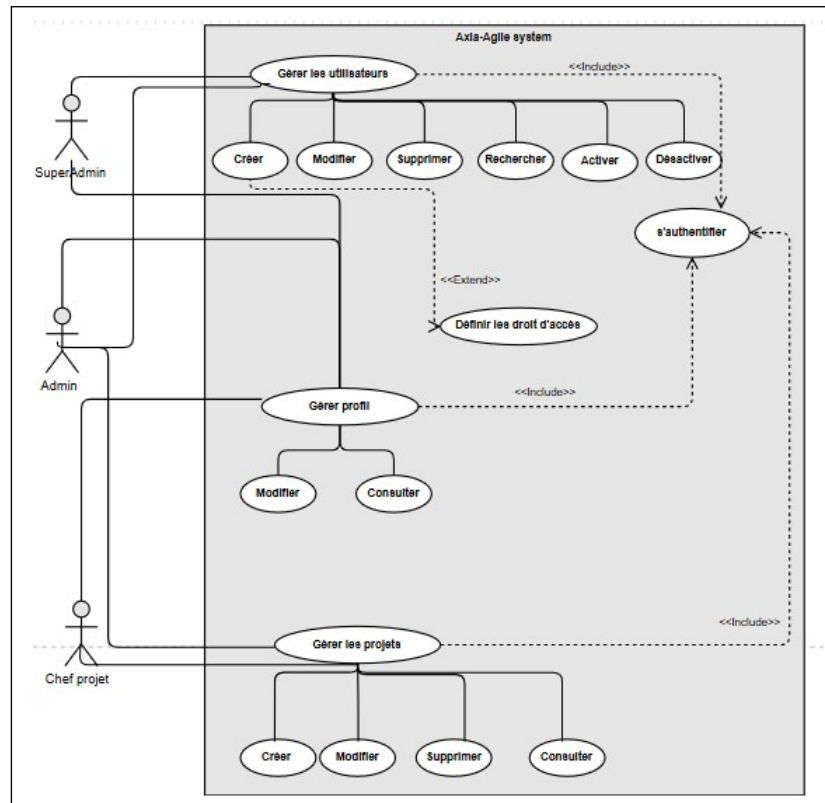 Axia-Agile system
Gérer les utilisateurs
<<Include>>
Créer
Modifier
Supprimer
Rechercher
Activer
Désactiver
SuperAdmin
s'authentifier
<<Extend>>
Définir les droit d'accès
Admin
Gérer profil
<<Include>>
Modifier
Consulter
<<Include>>
Gérer les projets
Chef projet
Créer
Modifier
Supprimer
Consulter